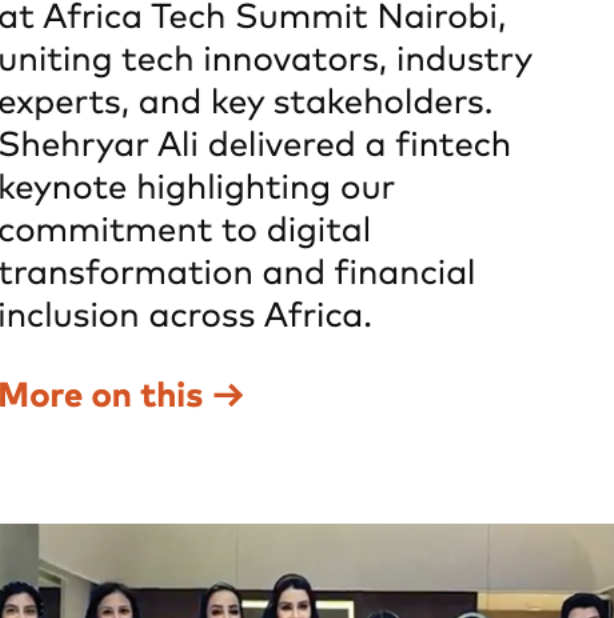 at Africa Tech Summit Nairobi,
uniting tech innovators, industry
experts, and key stakeholders.
Shehryar Ali delivered a fintech
keynote highlighting our
commitment to digital
transformation and financial
inclusion across Africa.
More on this →